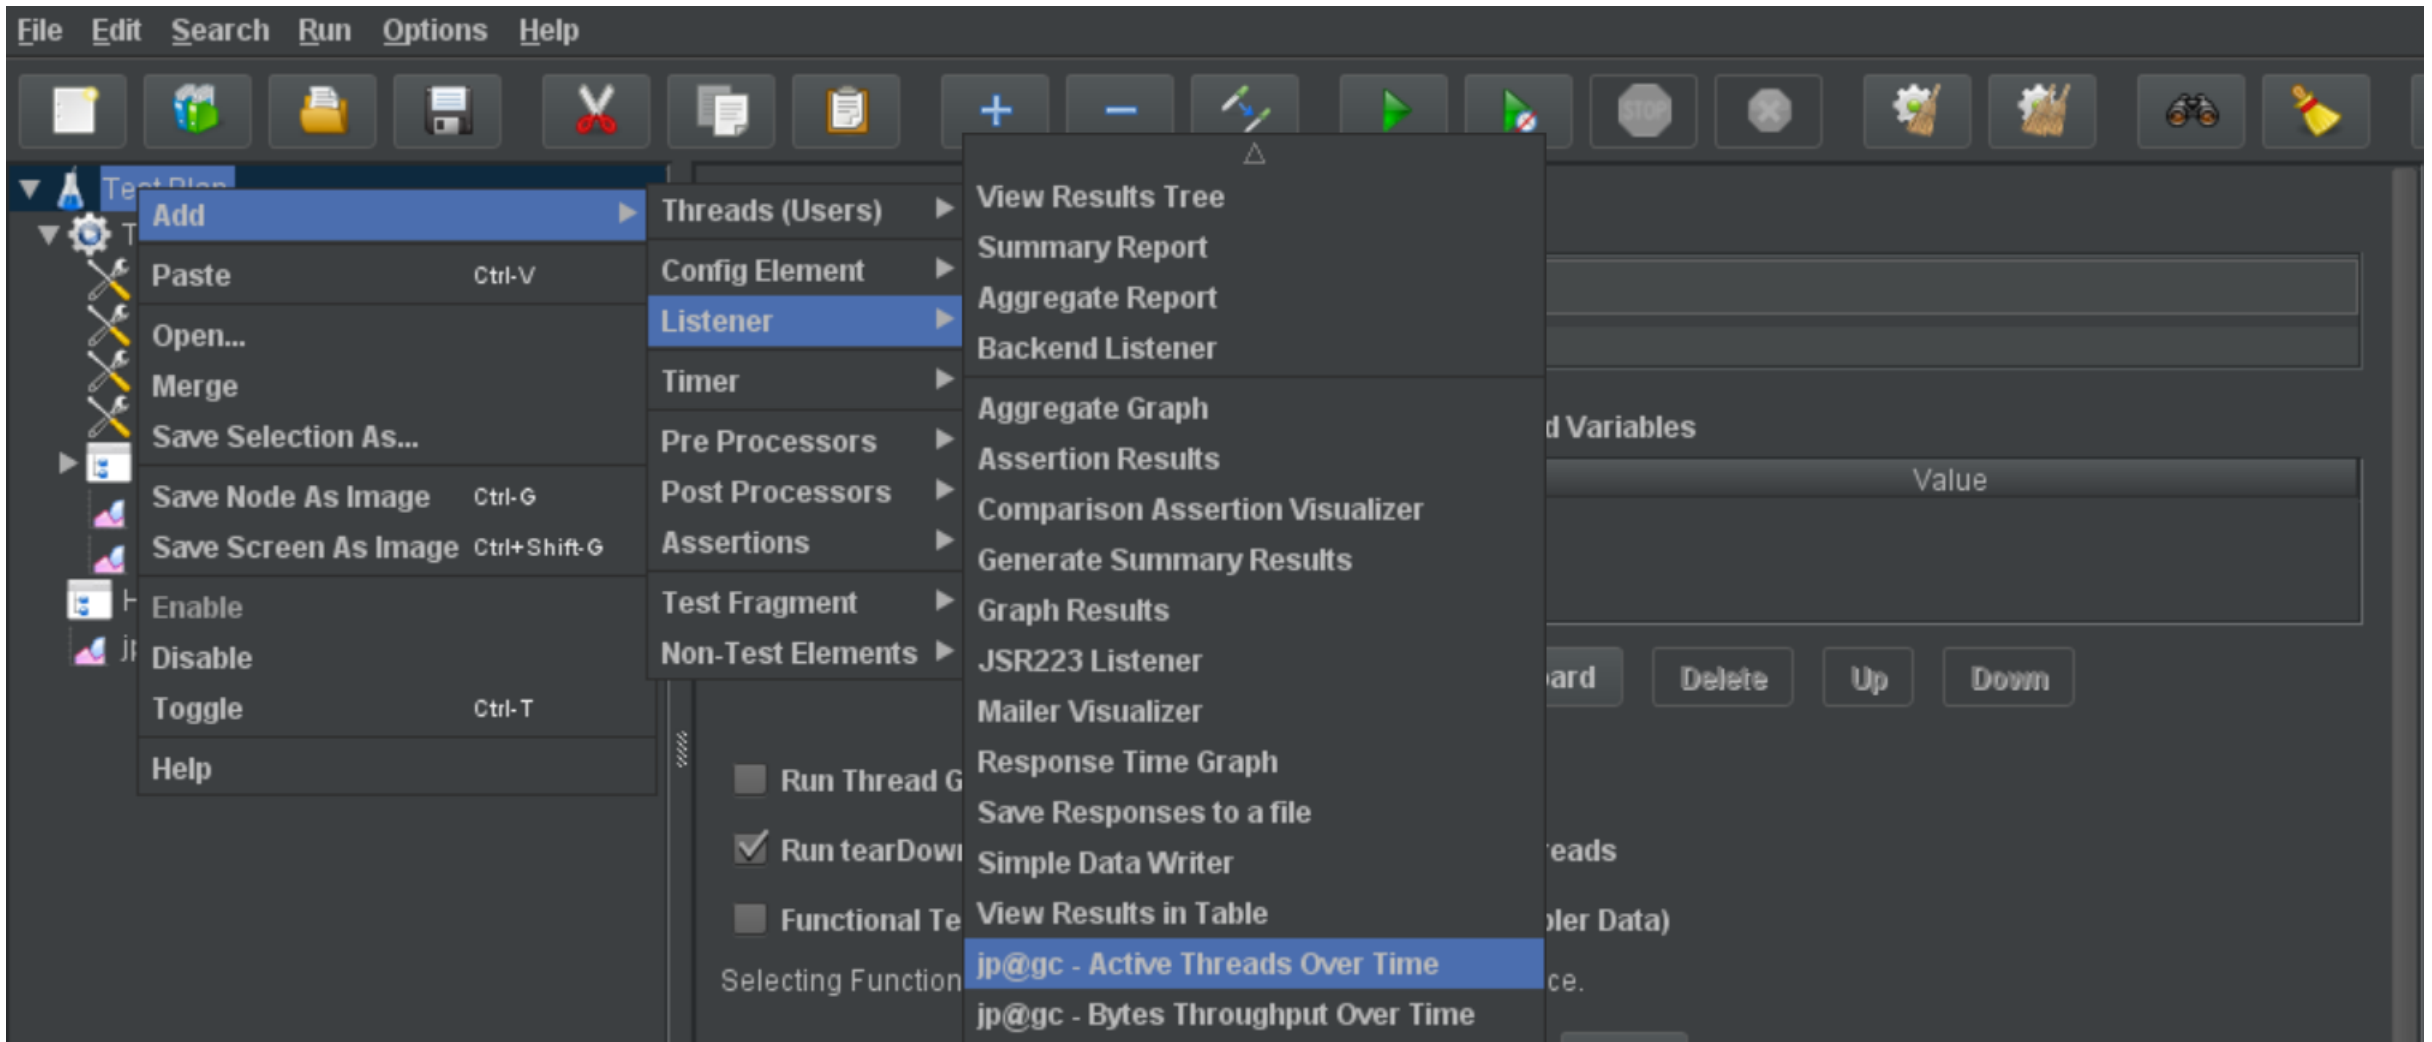 File Edit Search Run Options Help
STOP
Test Plan
Add
Paste Ctrl-V
Open...
Merge
Save Selection As...
Save Node As Image Ctrl-G
Save Screen As Image Ctrl+Shift-G
Enable
Disable
Toggle Ctrl-T
Help
Threads (Users)
Config Element
Listener
Timer
Pre Processors
Post Processors
Assertions
Test Fragment
Non-Test Elements
View Results Tree
Summary Report
Aggregate Report
Backend Listener
Aggregate Graph
Assertion Results
Comparison Assertion Visualizer
Generate Summary Results
Graph Results
JSR223 Listener
Mailer Visualizer
Response Time Graph
Save Responses to a file
Simple Data Writer
View Results in Table
jp@gc - Active Threads Over Time
jp@gc - Bytes Throughput Over Time
d Variables
Value
ard Delete Up Down
Run Thread G
Run tearDow eads
Functional Te pler Data)
Selecting Function ce.